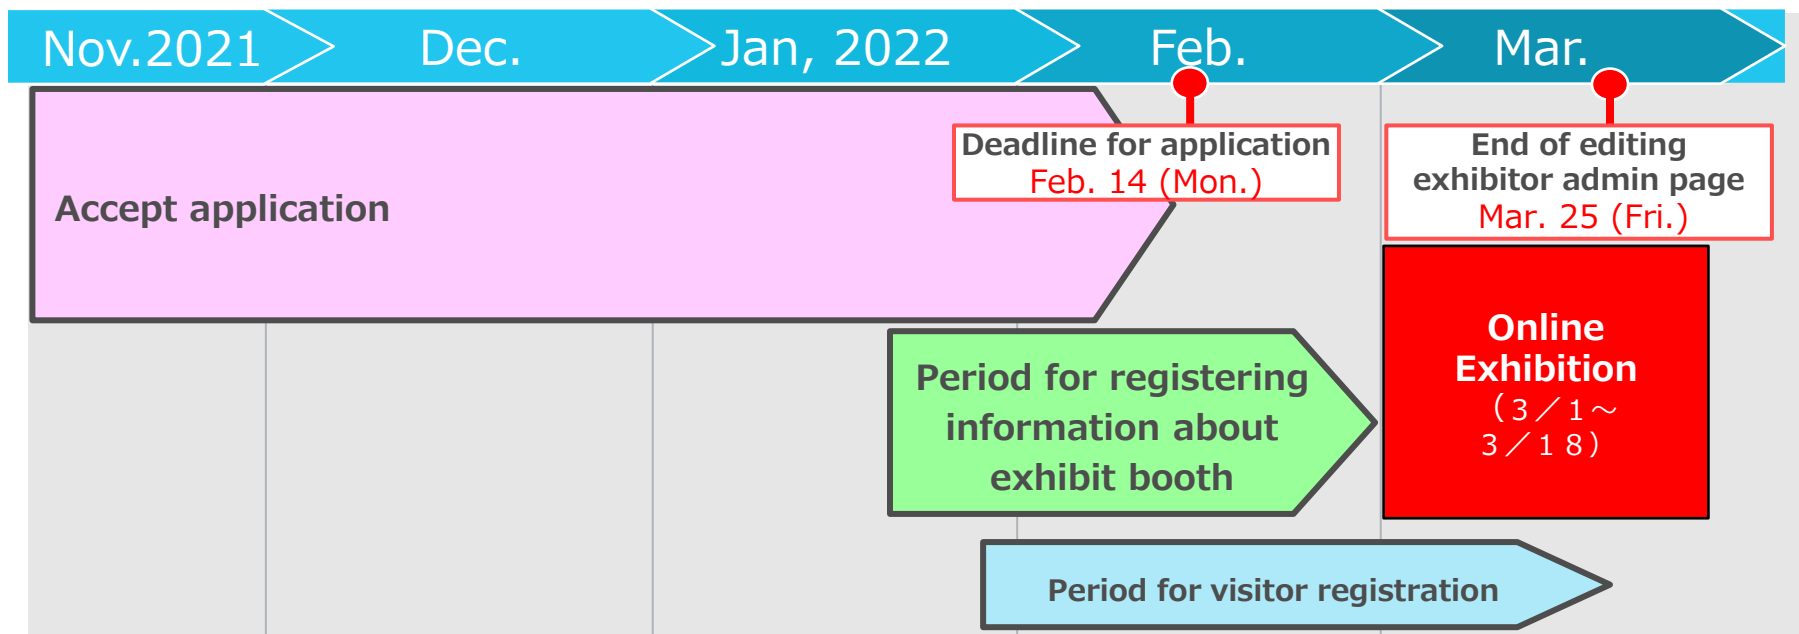 Nov.2021
Dec.
Jan, 2022
Feb.
Mar.
Accept application
Deadline for application
Feb. 14 (Mon.)
End of editing
exhibitor admin page
Mar. 25 (Fri.)
Period for registering
information about
exhibit booth
Online
Exhibition
（３／１～
３／１８）
Period for visitor registration